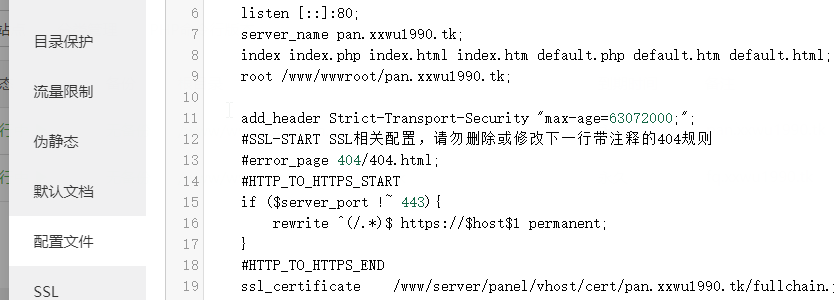 6 listen [::]:80;
目录保护
7 server_name pan.xxwu1990.tk;
8 index index.php index.html index.htm default.php default.htm default.html;
流量限制
9 root /www/wwwroot/pan.xxwu1990.tk;
10
11 add_header Strict-Transport-Security "max-age=63072000;";
伪静态
12 #SSL-START SSL相关配置，请勿删除或修改下一行带注释的404规则
13 #error_page 404/404.html;
14 #HTTP_TO_HTTPS_START
默认文档
15 if ($server_port !~ 443){
16 rewrite ^(/.*)$ https://$host$1 permanent;
配置文件
17 }
18 #HTTP_TO_HTTPS_END
SSL
19 ssl_certificate /www/server/panel/vhost/cert/pan.xxwu1990.tk/fullchain.